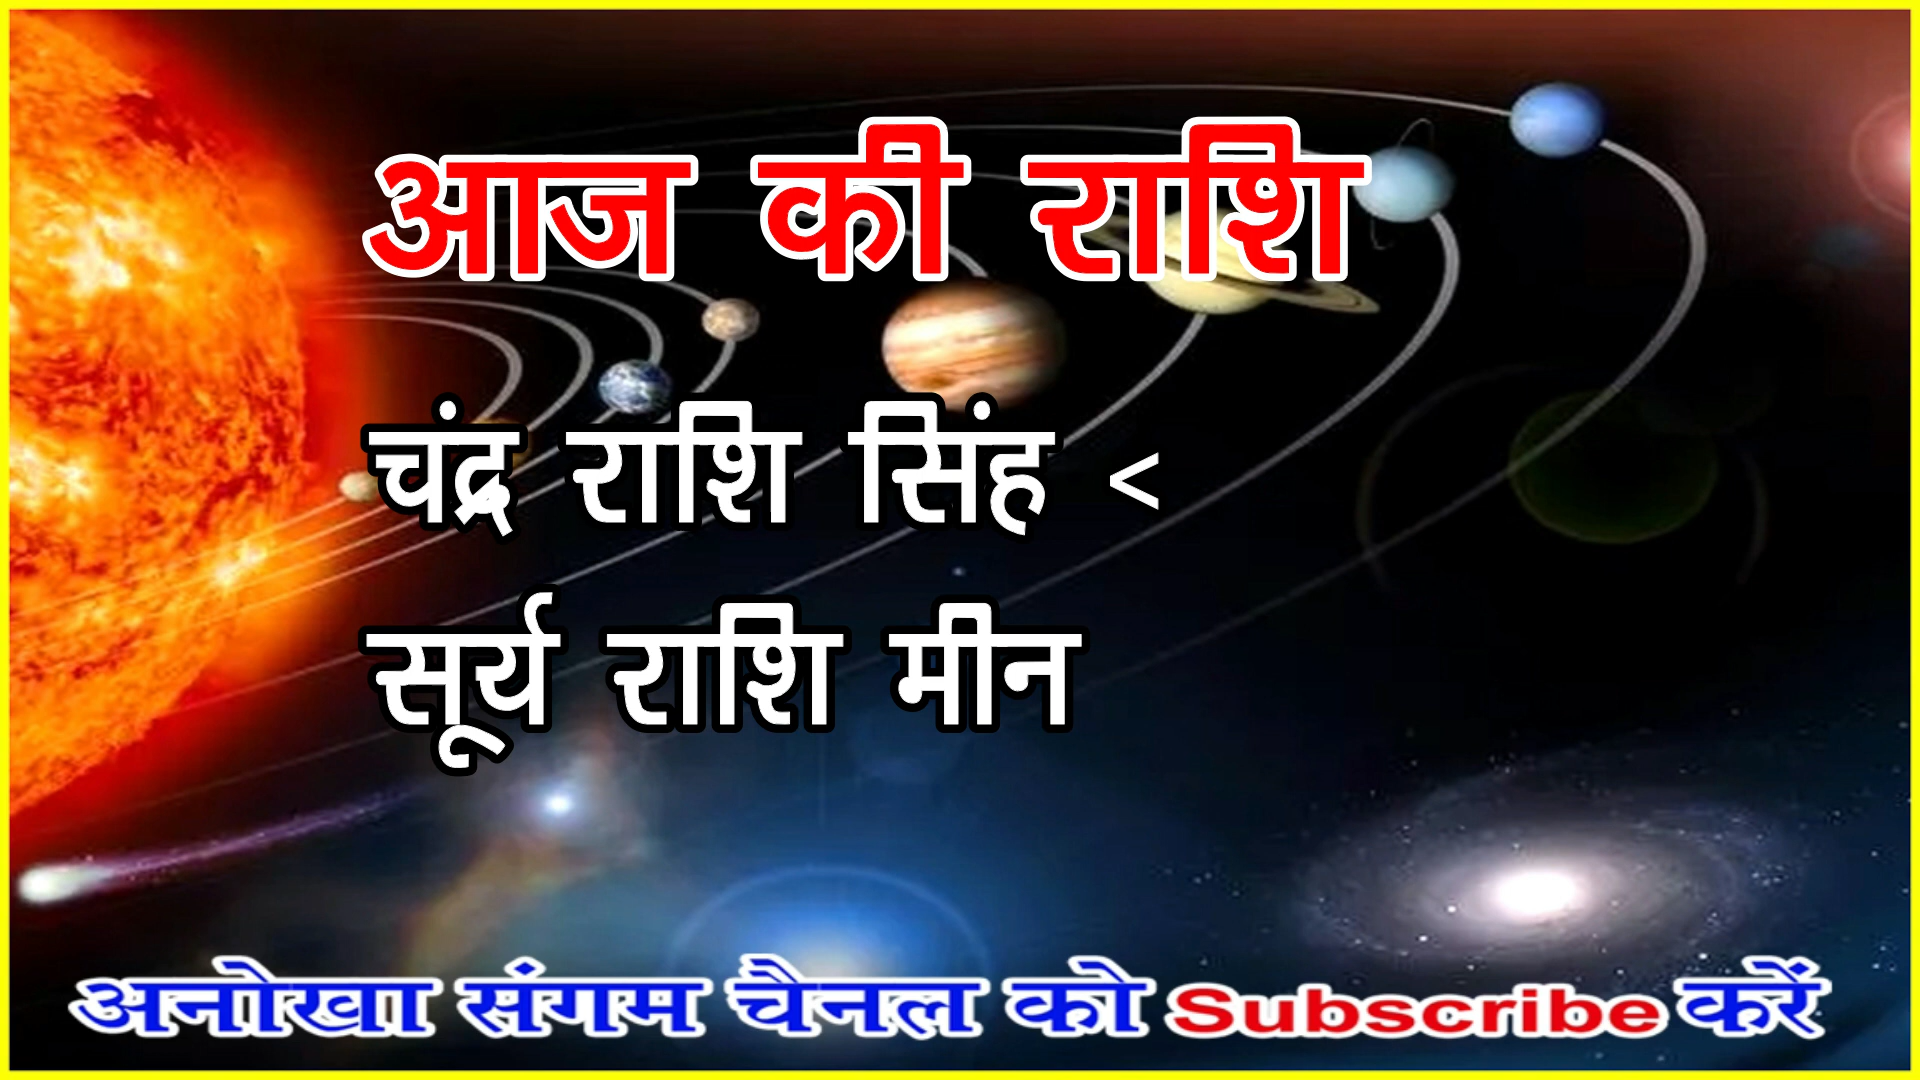 आज की राशि
चंद्र राशि सिंह <
सूर्य राशि मीन
अनोखा संगम चैनल को Subscribe करें